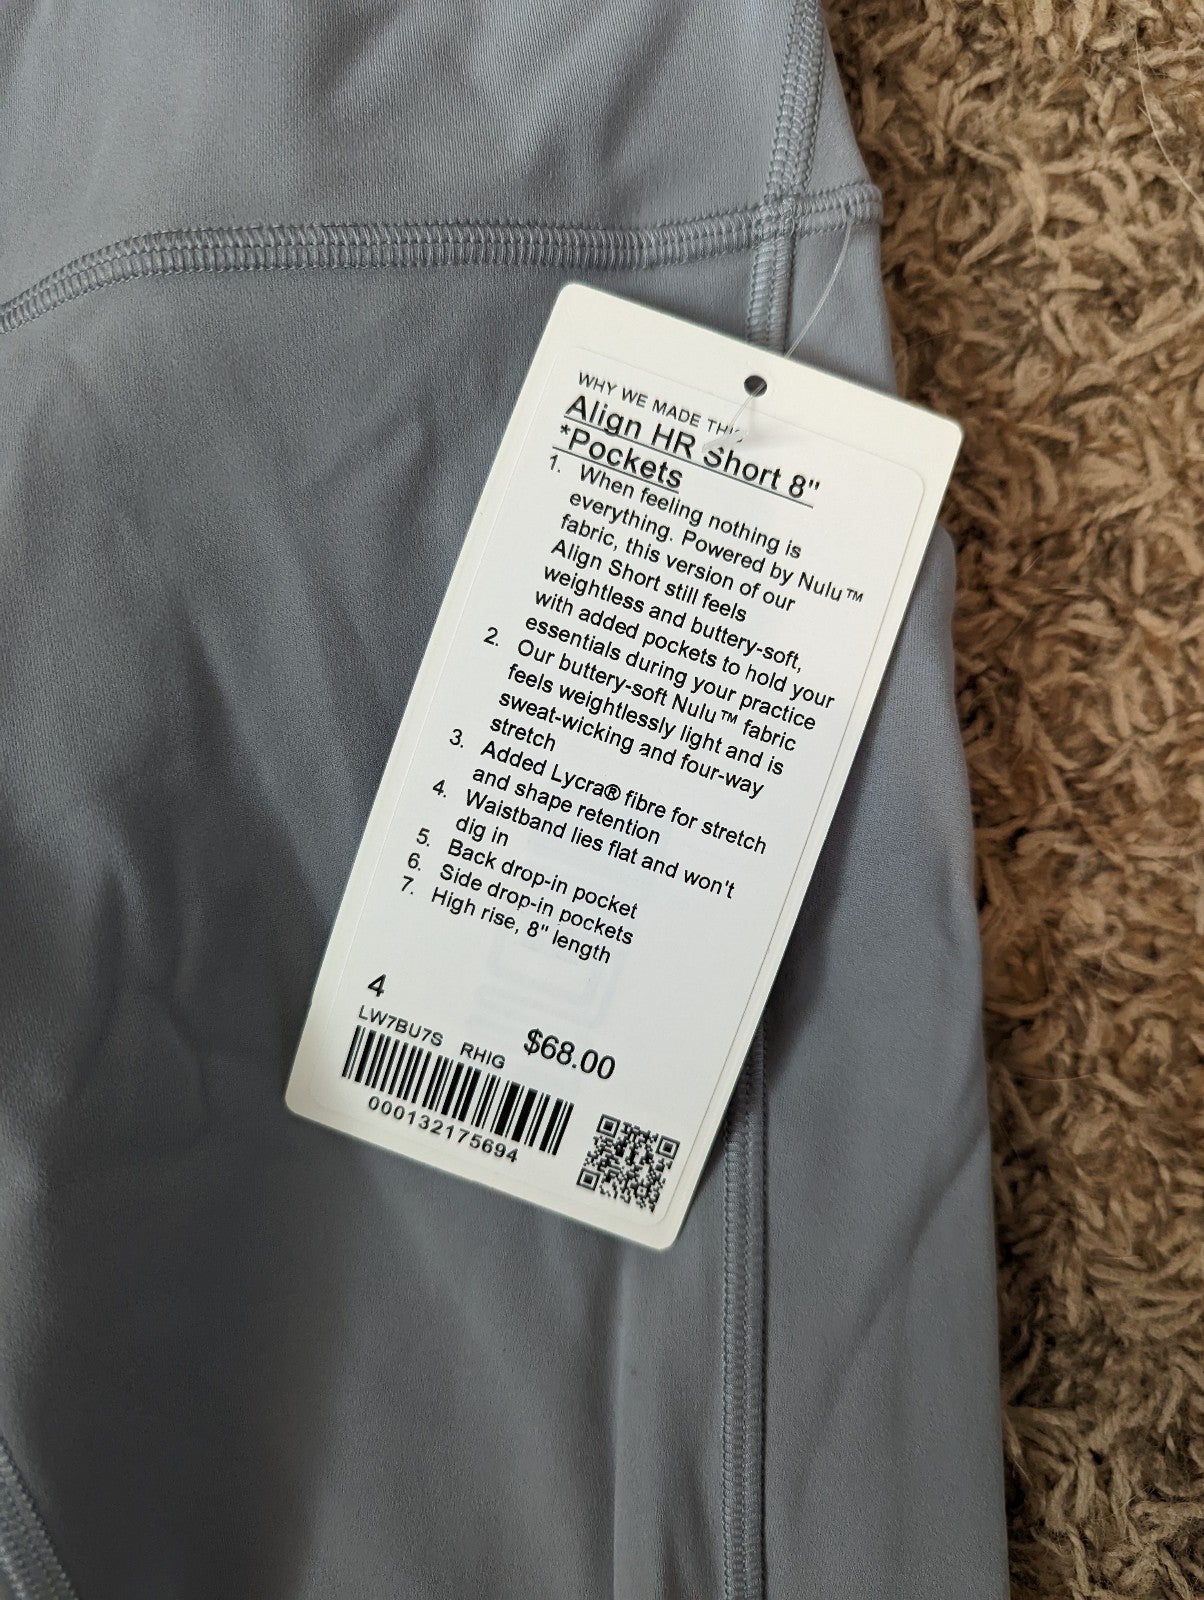 WHY WE MADE THIS
Align HR Short 8"
*Pockets
1. When feeling nothing is
everything. Powered by Nulu™
fabric, this version of our
Align Short still feels
weightless and buttery-soft,
with added pockets to hold your
essentials during your practice
2. Our buttery-soft Nulu™ fabric
feels weightlessly light and is
sweat-wicking and four-way
stretch
3. Added Lycra® fibre for stretch
and shape retention
4. Waistband lies flat and won't
dig in
5. Back drop-in pocket
6. Side drop-in pockets
7. High rise, 8" length
4
LW7BU7S RHIG $68.00
000132175694